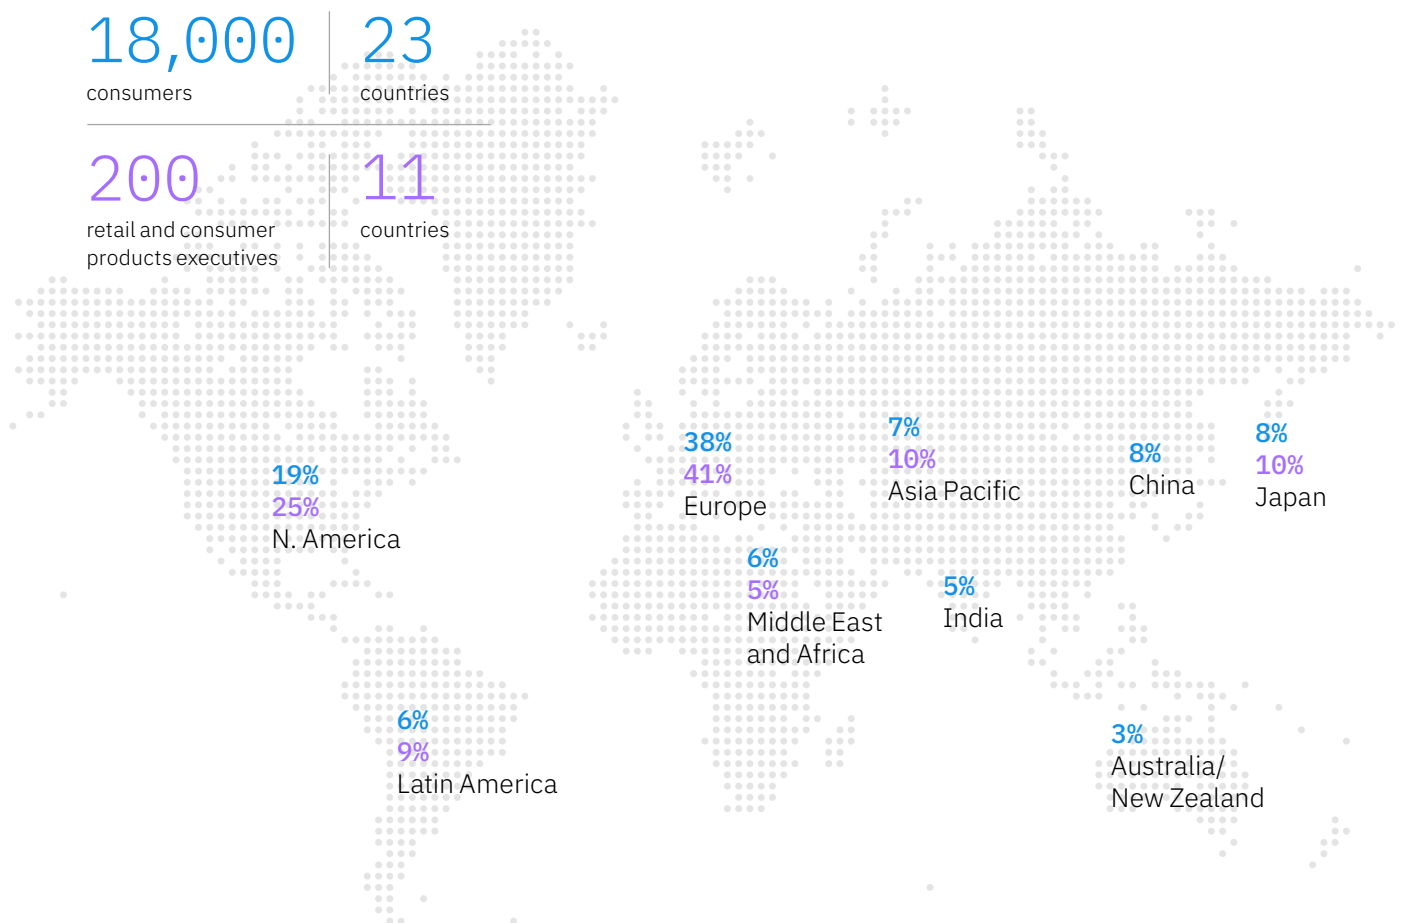 18,000
consumers
23
countries
200
retail and consumer
products executives
11
countries
19%
25%
N. America
38%
41%
Europe
7%
10%
Asia Pacific
8%
China
8%
10%
Japan
6%
5%
Middle East
and Africa
5%
India
6%
9%
Latin America
3%
Australia/
New Zealand